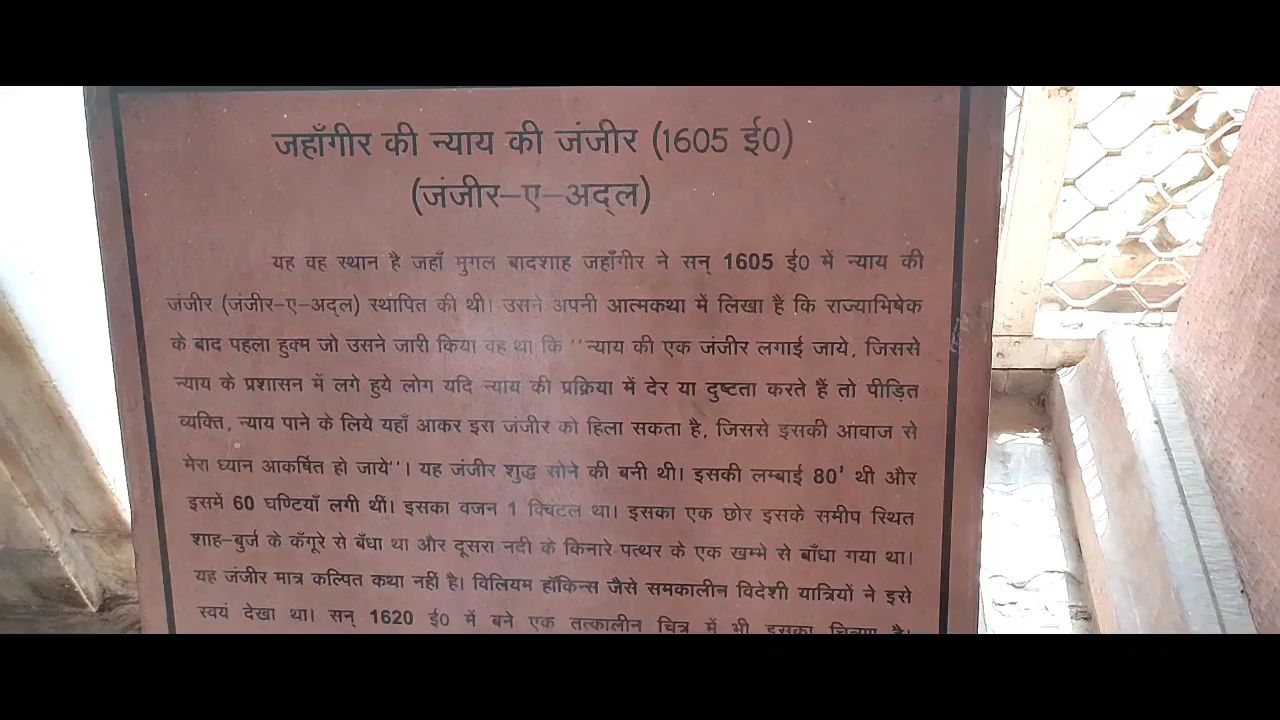 जहाँगीर की न्याय की जंजीर (1605 ई0)
(जंजीर–ए–अद्ल)
यह वह स्थान है जहाँ मुगल बादशाह जहाँगीर ने सन् 1605 ई0 में न्याय की
जंजीर (जंजीर–ए–अद्ल) स्थापित की थी। उसने अपनी आत्मकथा में लिखा है कि राज्याभिषेक
के बाद पहला हुक्म जो उसने जारी किया वह था कि ''न्याय की एक जंजीर लगाई जाये, जिससे
न्याय के प्रशासन में लगे हुये लोग यदि न्याय की प्रक्रिया में देर या दुष्टता करते हैं तो पीड़ित
व्यक्ति, न्याय पाने के लिये यहाँ आकर इस जंजीर को हिला सकता है, जिससे इसकी आवाज से
मेरा ध्यान आकर्षित हो जाये''। यह जंजीर शुद्ध सोने की बनी थी। इसकी लम्बाई 80' थी और
इसमें 60 घण्टियाँ लगी थीं। इसका वजन 1 क्विंटल था। इसका एक छोर इसके समीप स्थित
शाह–बुर्ज के कँगूरे से बँधा था और दूसरा नदी के किनारे पत्थर के एक खम्भे से बाँधा गया था।
यह जंजीर मात्र कल्पित कथा नहीं है। विलियम हॉकिन्स जैसे समकालीन विदेशी यात्रियों ने इसे
स्वयं देखा था। सन् 1620 ई0 में बने एक तत्कालीन चित्र में भी इसका चित्रण है।